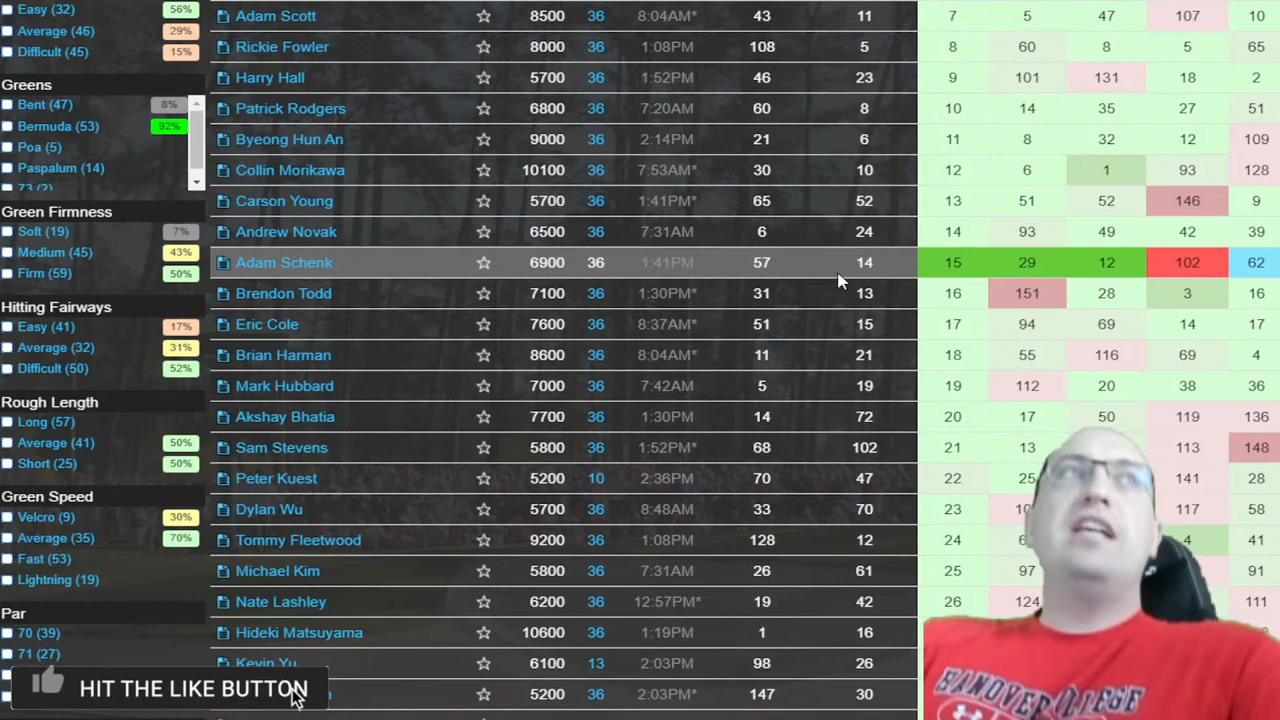 Easy (32) 56%
Average (46) 29%
Difficult (45) 15%
Greens
Bent (47) 8%
Bermuda (53) 92%
Poa (5)
Paspalum (14)
73 (2)
Green Firmness
Soft (19) 7%
Medium (45) 43%
Firm (59) 50%
Hitting Fairways
Easy (41) 17%
Average (32) 31%
Difficult (50) 52%
Rough Length
Long (57)
Average (41) 50%
Short (25) 50%
Green Speed
Velcro (9) 30%
Average (35) 70%
Fast (53)
Lightning (19)
Par
70 (39)
71 (27)
Adam Scott 8500 36 8:04AM* 43 11 7 5 47 107 10
Rickie Fowler 8000 36 1:08PM 108 5 8 60 8 5 65
Harry Hall 5700 36 1:52PM 46 23 9 101 131 18 2
Patrick Rodgers 6800 36 7:20AM 60 8 10 14 35 27 51
Byeong Hun An 9000 36 2:14PM 21 6 11 8 32 12 109
Collin Morikawa 10100 36 7:53AM* 30 10 12 6 1 93 128
Carson Young 5700 36 1:41PM* 65 52 13 51 52 146 9
Andrew Novak 6500 36 7:31AM 6 24 14 93 49 42 39
Adam Schenk 6900 36 1:41PM 57 14 15 29 12 102 62
Brendon Todd 7100 36 1:30PM* 31 13 16 151 28 3 16
Eric Cole 7600 36 8:37AM* 51 15 17 94 69 14 17
Brian Harman 8600 36 8:04AM* 11 21 18 55 116 69 4
Mark Hubbard 7000 36 7:42AM 5 19 19 112 20 38 36
Akshay Bhatia 7700 36 1:30PM 14 72 20 17 50 119 136
Sam Stevens 5800 36 1:52PM* 68 102 21 13 113 148
Peter Kuest 5200 10 2:36PM 70 47 22 25 141 28
Dylan Wu 5700 36 8:48AM 33 70 23 117 58
Tommy Fleetwood 9200 36 1:08PM 128 12 24 4 41
Michael Kim 5800 36 7:31AM 26 61 25 97 91
Nate Lashley 6200 36 12:57PM* 19 42 26 124 111
Hideki Matsuyama 10600 36 1:19PM 1 16
Kevin Yu 6100 13 2:03PM 98 26
5200 36 2:03PM* 147 30
HIT THE LIKE BUTTON
HANOVER COLLEGE